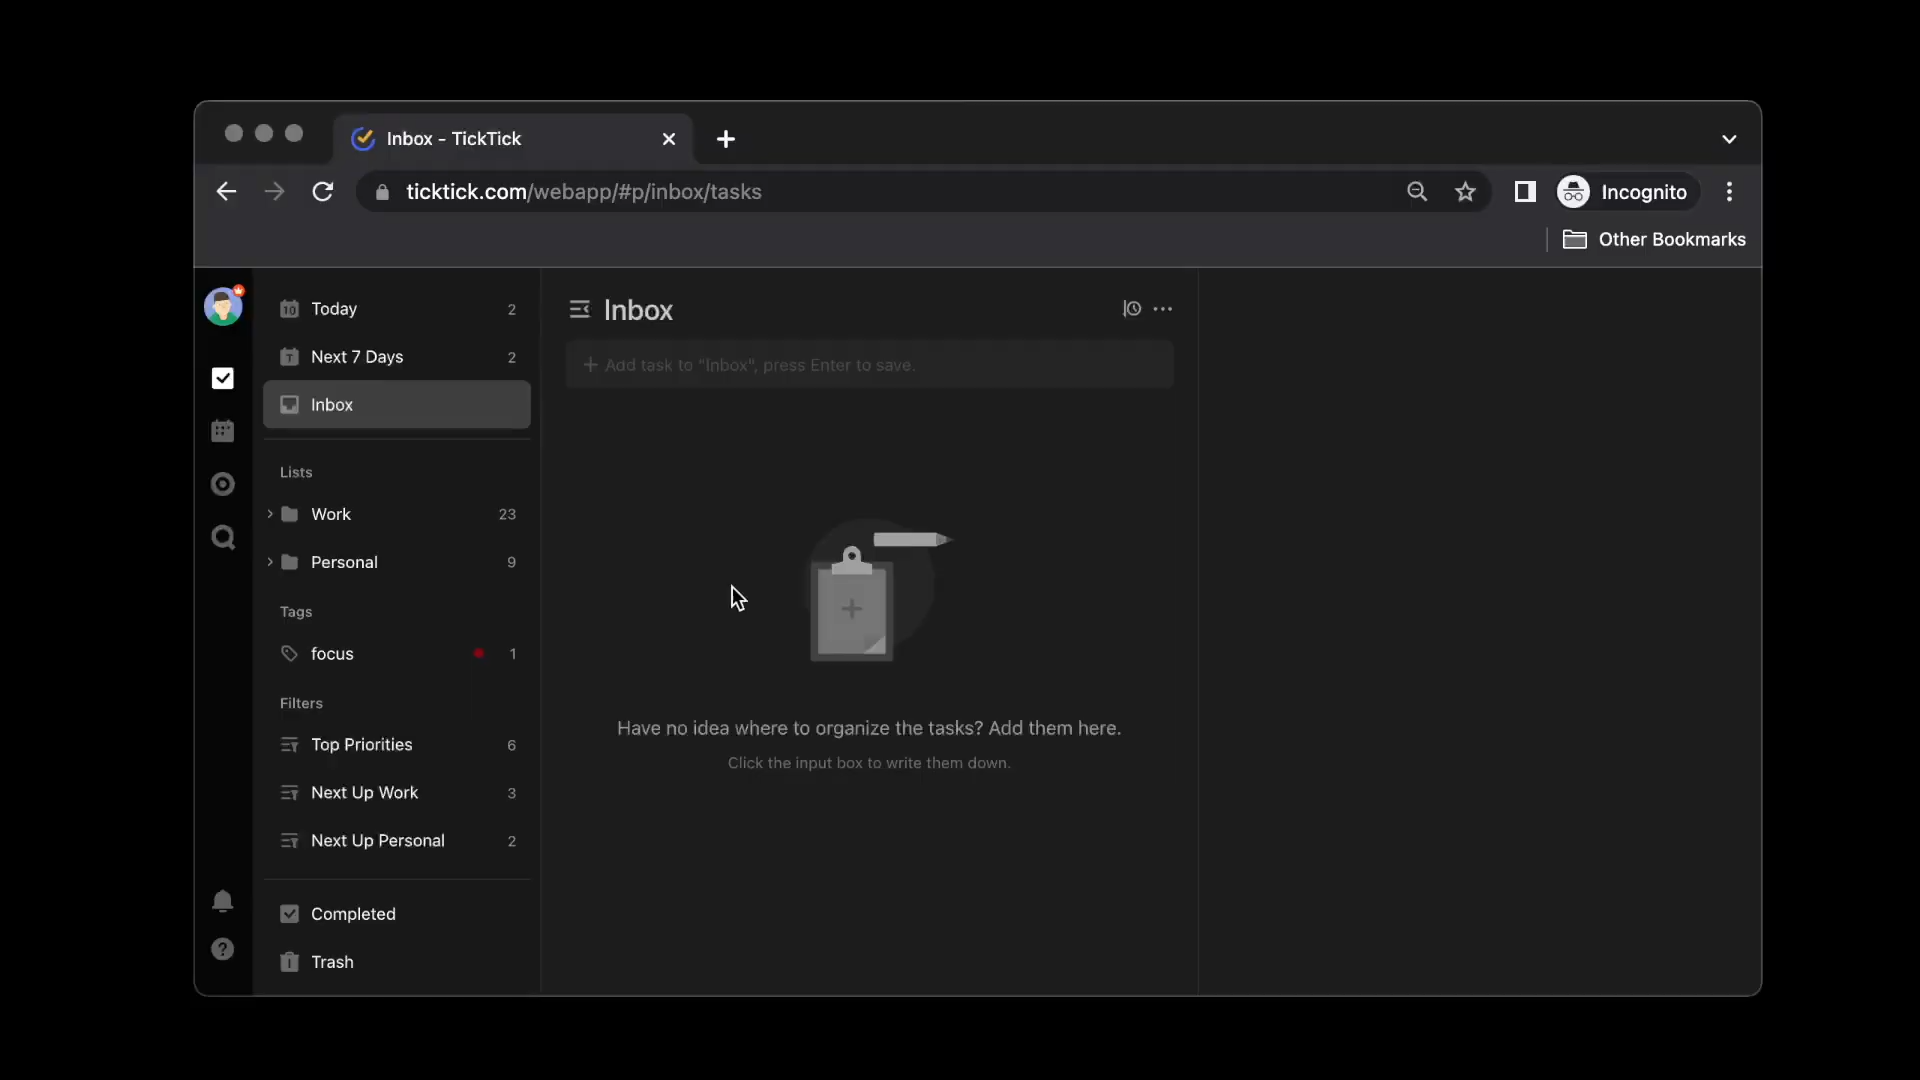 Inbox - TickTick
ticktick.com/webapp/#p/inbox/tasks
Incognito
Other Bookmarks
10 Today 2
T Next 7 Days 2
Inbox
Lists
Work 23
Personal 9
Tags
focus 1
Filters
Top Priorities 6
Next Up Work 3
Next Up Personal 2
Completed
Trash
Inbox
+ Add task to "Inbox", press Enter to save.
Have no idea where to organize the tasks? Add them here.
Click the input box to write them down.